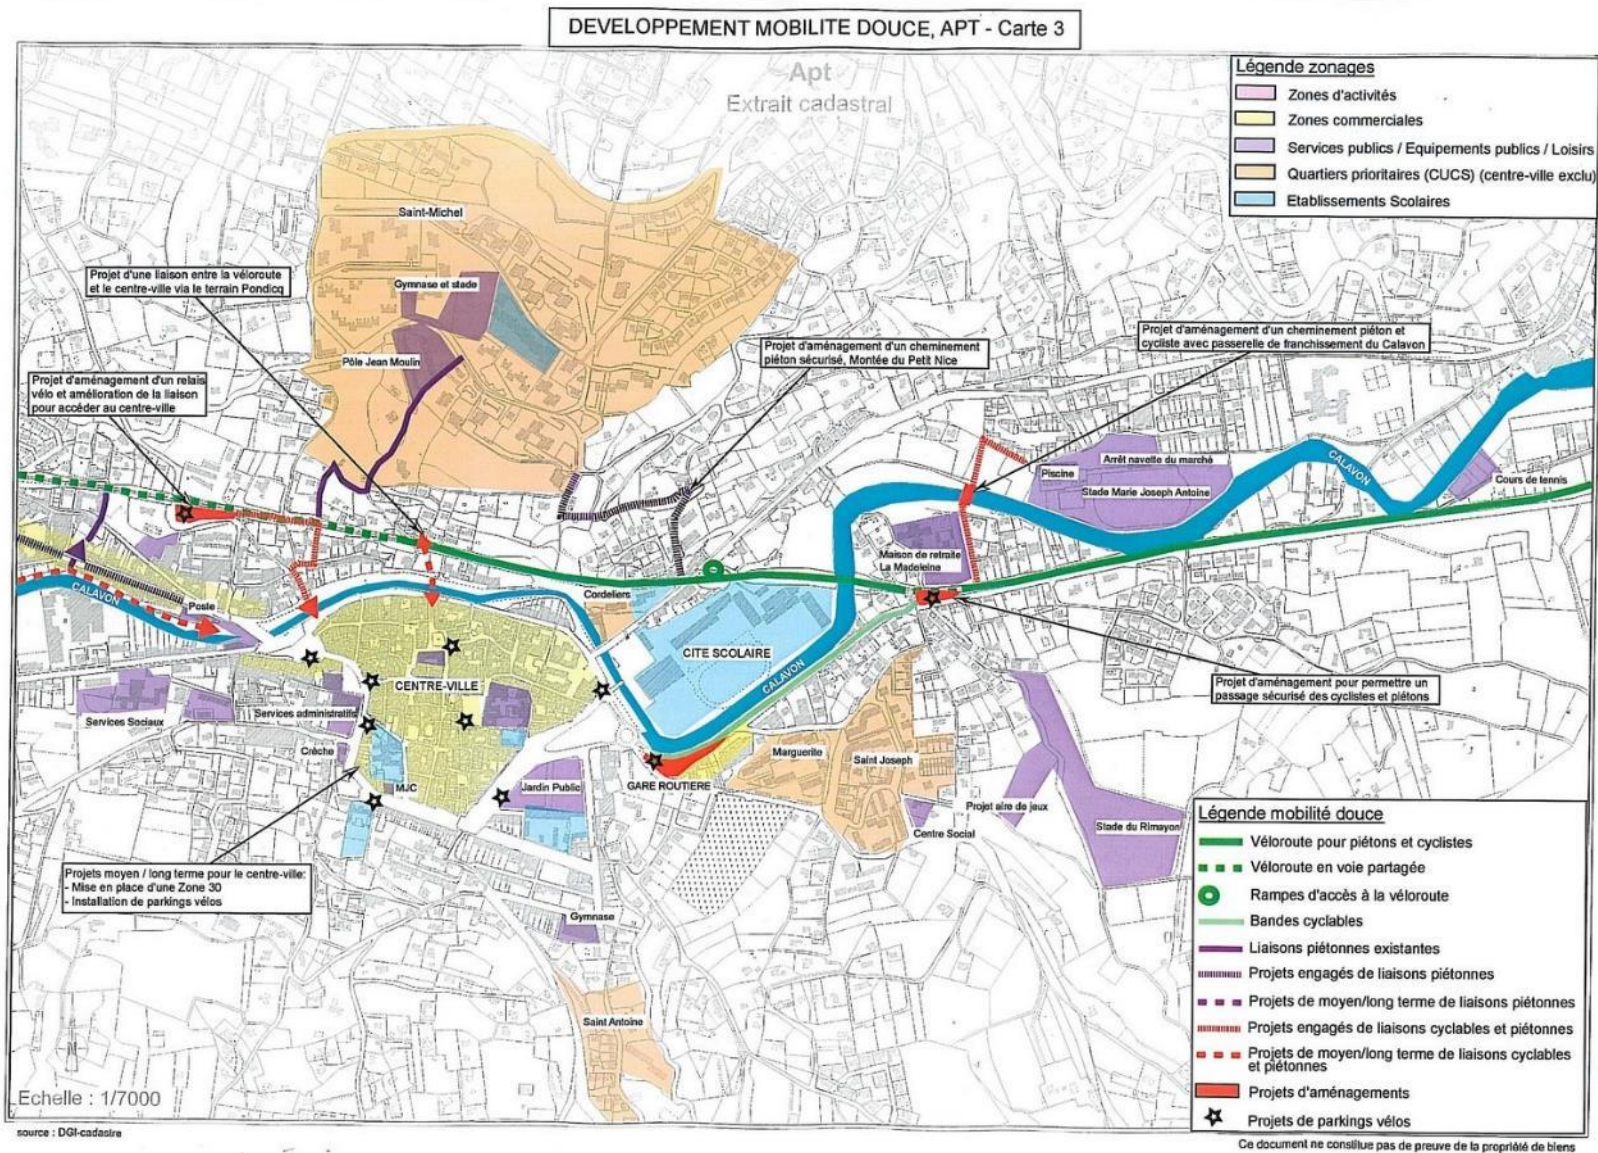 DEVELOPPEMENT MOBILITE DOUCE, APT - Carte 3
Apt
Extrait cadastral
Légende zonages
Zones d'activités
Zones commerciales
Services publics / Equipements publics / Loisirs
Quartiers prioritaires (CUCS) (centre-ville exclu)
Etablissements Scolaires
Saint-Michel
Projet d'une liaison entre la véloroute
et le centre-ville via le terrain Pondicq
Gymnase et stade
Pôle Jean Moulin
Projet d'aménagement d'un cheminement
piéton sécurisé, Montée du Petit Nice
Projet d'aménagement d'un cheminement piéton et
cycliste avec passerelle de franchissement du Calavon
Projet d'aménagement d'un relais
vélo et amélioration de la liaison
pour accéder au centre-ville
Arrêt navette du marché
Piscine
Stade Marie Joseph Antoine
CALAVON
Cours de tennis
Maison de retraite
La Madeleine
CALAVON
Poste
Cordeliers
CITE SCOLAIRE
CALAVON
CENTRE-VILLE
Projet d'aménagement pour permettre un
passage sécurisé des cyclistes et piétons
Services Sociaux
Services administratifs
Crèche
MJC
Jardin Public
GARE ROUTIERE
Marguerite
Saint Joseph
Centre Social
Projet aire de jeux
Stade du Rimayon
Projets moyen / long terme pour le centre-ville:
- Mise en place d'une Zone 30
- Installation de parkings vélos
Gymnase
Saint Antoine
Légende mobilité douce
Véloroute pour piétons et cyclistes
Véloroute en voie partagée
Rampes d'accès à la véloroute
Bandes cyclables
Liaisons piétonnes existantes
Projets engagés de liaisons piétonnes
Projets de moyen/long terme de liaisons piétonnes
Projets engagés de liaisons cyclables et piétonnes
Projets de moyen/long terme de liaisons cyclables
et piétonnes
Projets d'aménagements
Projets de parkings vélos
Echelle : 1/7000
source : DGI-cadastre
Ce document ne constitue pas de preuve de la propriété de biens